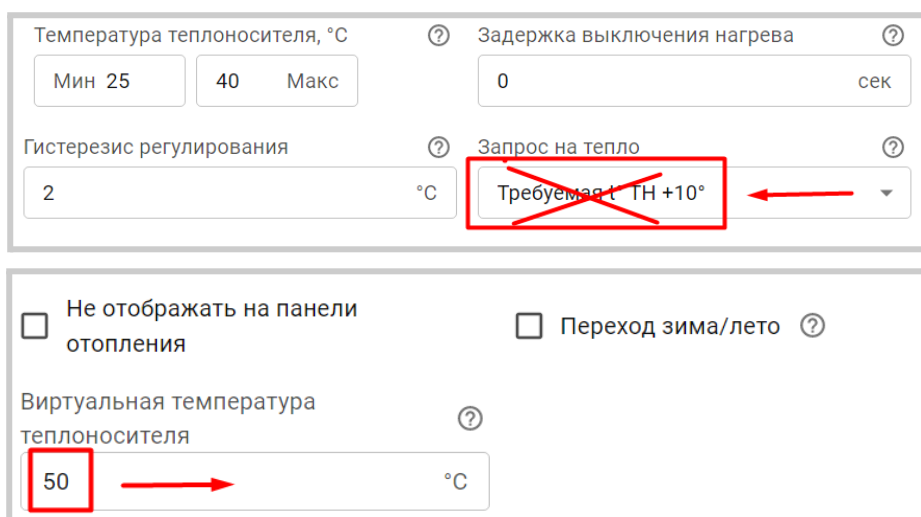 Температура теплоносителя, °C
Задержка выключения нагрева
Мин 25
40 Макс
0 сек
Гистерезис регулирования
Запрос на тепло
2 °C
Требуемая t° ТН +10°
Не отображать на панели
отопления
Переход зима/лето
Виртуальная температура
теплоносителя
50 °C